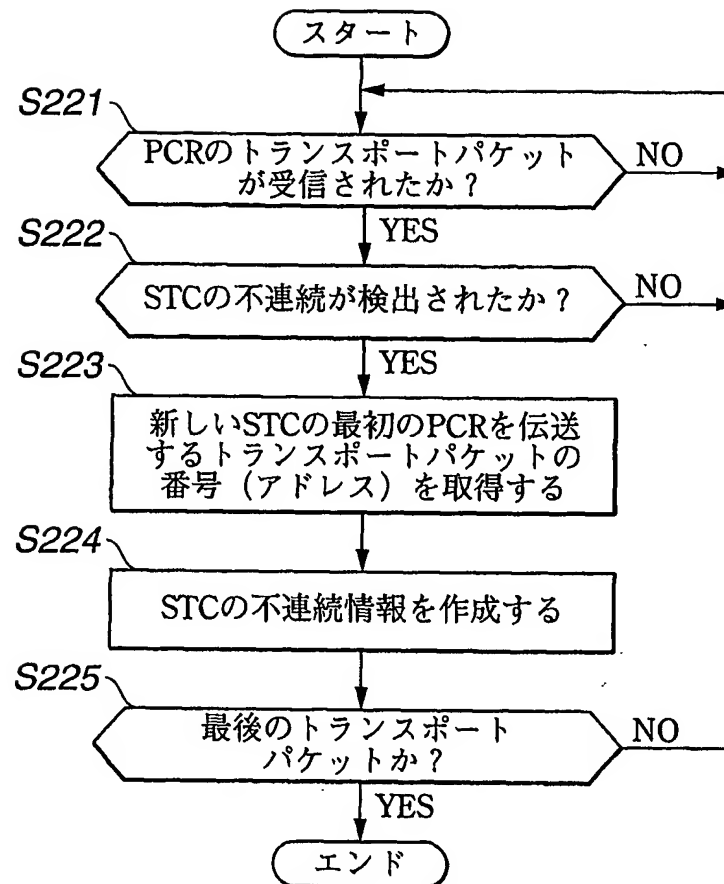 スタート
S221
PCRのトランスポートパケット
が受信されたか?
NO
YES
S222
STCの不連続が検出されたか?
NO
YES
S223
新しいSTCの最初のPCRを伝送
するトランスポートパケットの
番号(アドレス)を取得する
S224
STCの不連続情報を作成する
S225
最後のトランスポート
パケットか?
NO
YES
エンド